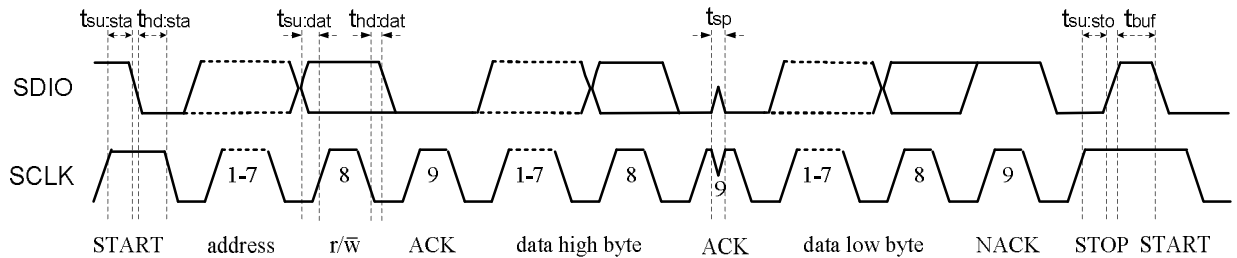 tsu:sta thd:sta tsu:dat thd:dat tsp tsu:sto tbuf
SDIO
SCLK
1-7 8 9 1-7 8 9 1-7 8 9
START address r/w̅ ACK data high byte ACK data low byte NACK STOP START